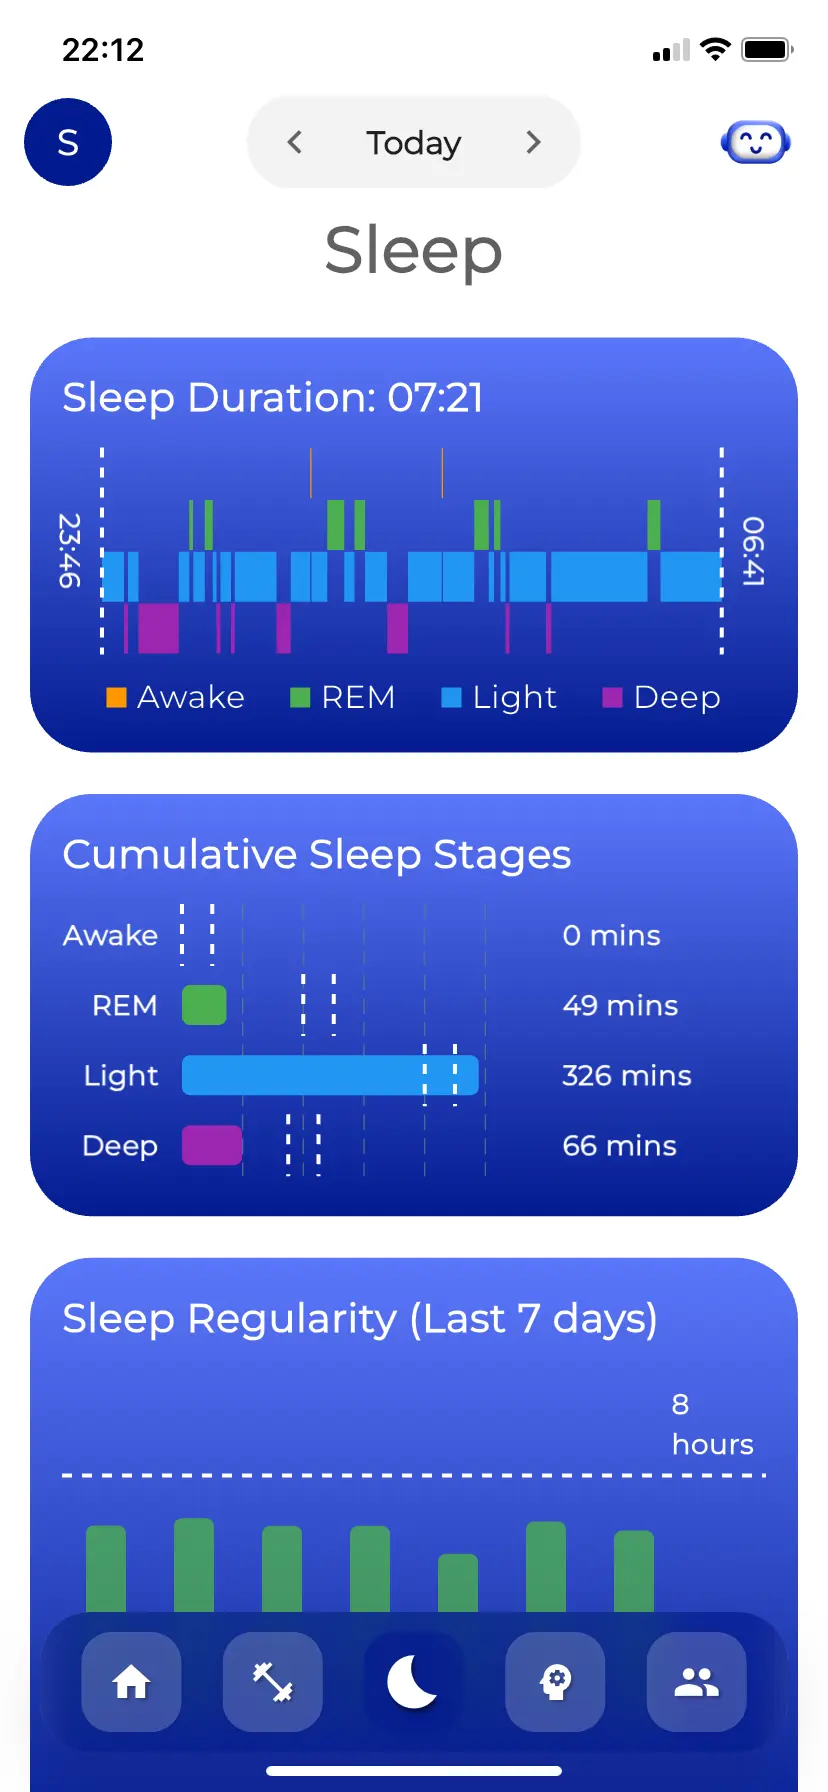 22:12
S
Today
Sleep
Sleep Duration: 07:21
23:46
06:41
Awake REM Light Deep
Cumulative Sleep Stages
Awake 0 mins
REM 49 mins
Light 326 mins
Deep 66 mins
Sleep Regularity (Last 7 days)
8
hours